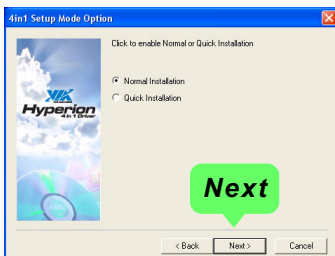 4in1 Setup Mode Option
Click to enable Normal or Quick Installation
VIA
Hyperion
4 in 1 Driver
Normal Installation
Quick Installation
Next
< Back
Next >
Cancel